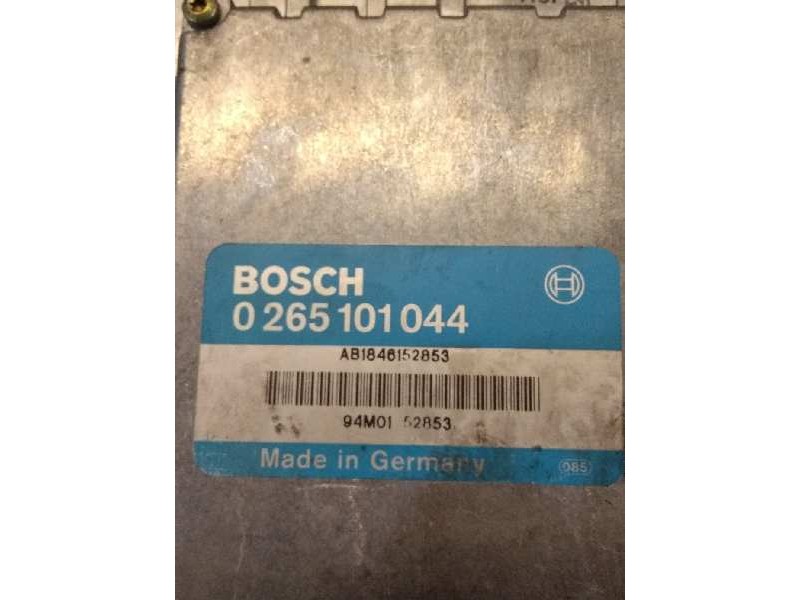 BOSCH
0 265 101 044
AB1846152853
94M01 52853
Made in Germany
085